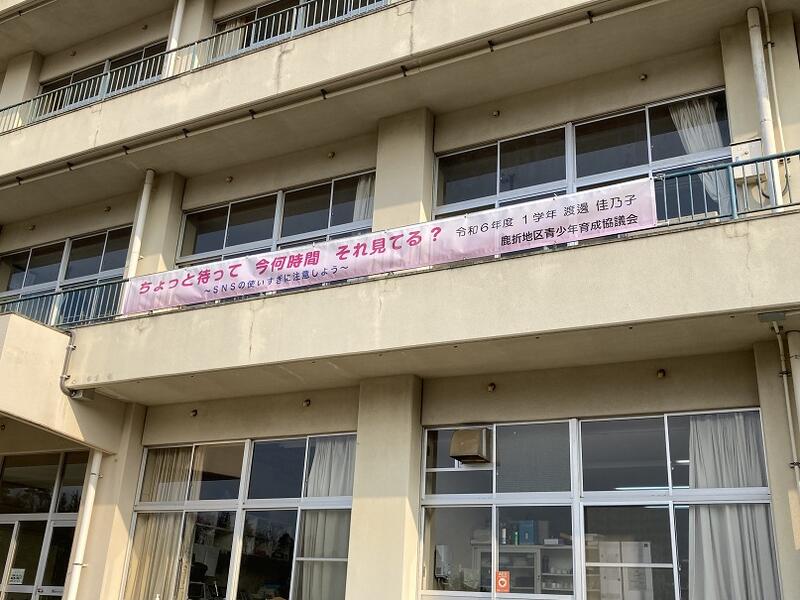 ちょっと待って 今何時間 それ見てる？
～ＳＮＳの使いすぎに注意しよう～
令和６年度 １学年 渡邊 佳乃子
鹿折地区青少年育成協議会